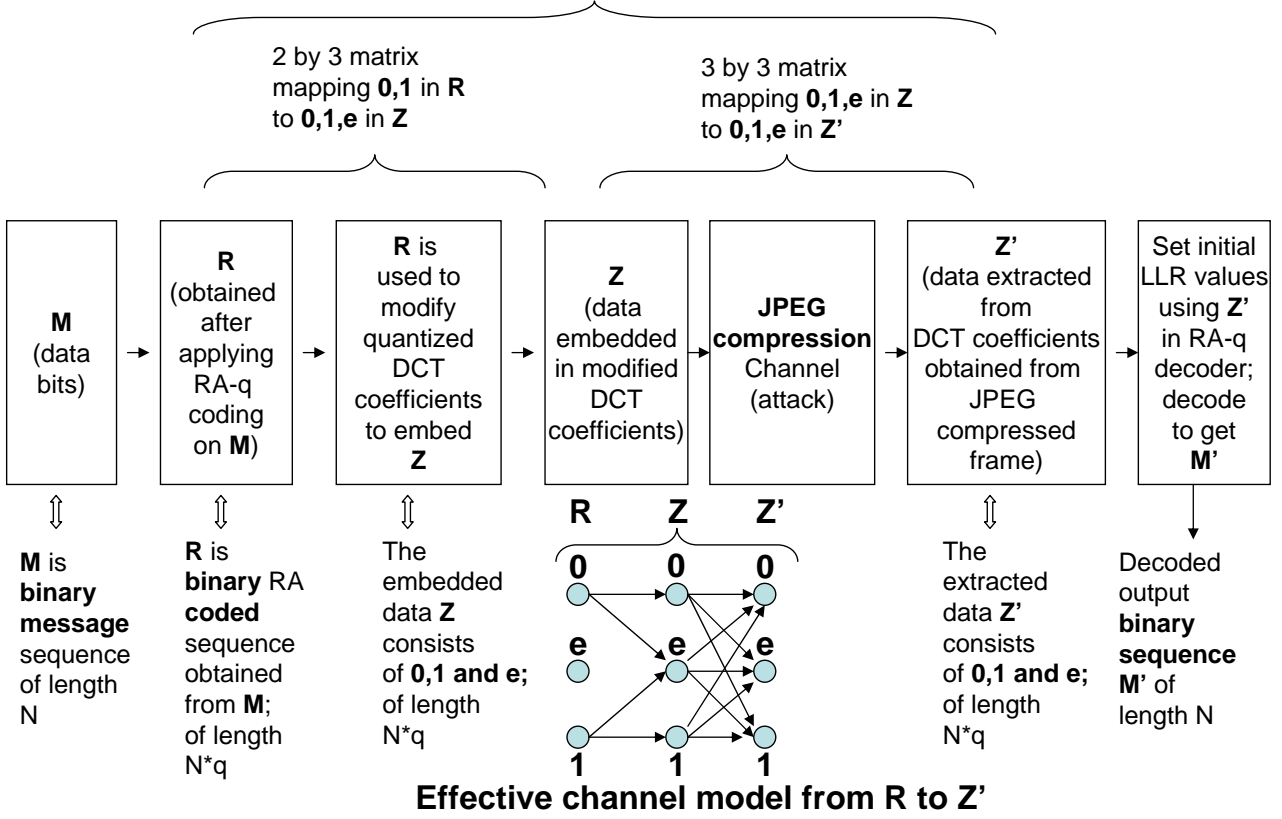 2 by 3 matrix
mapping 0,1 in R
to 0,1,e in Z
3 by 3 matrix
mapping 0,1,e in Z
to 0,1,e in Z’
M
(data
bits)
R
(obtained
after
applying
RA-q
coding
on M)
R is
used to
modify
quantized
DCT
coefficients
to embed
Z
Z
(data
embedded
in modified
DCT
coefficients)
JPEG
compression
Channel
(attack)
Z’
(data extracted
from
DCT coefficients
obtained from
JPEG
compressed
frame)
Set initial
LLR values
using Z’
in RA-q
decoder;
decode
to get
M’
M is
binary
message
sequence
of length
N
R is
binary RA
coded
sequence
obtained
from M;
of length
N*q
The
embedded
data Z
consists
of 0,1 and e;
of length
N*q
R Z Z’
0 0 0
e e e
1 1 1
The
extracted
data Z’
consists
of 0,1 and e;
of length
N*q
Decoded
output
binary
sequence
M’ of
length N
Effective channel model from R to Z’